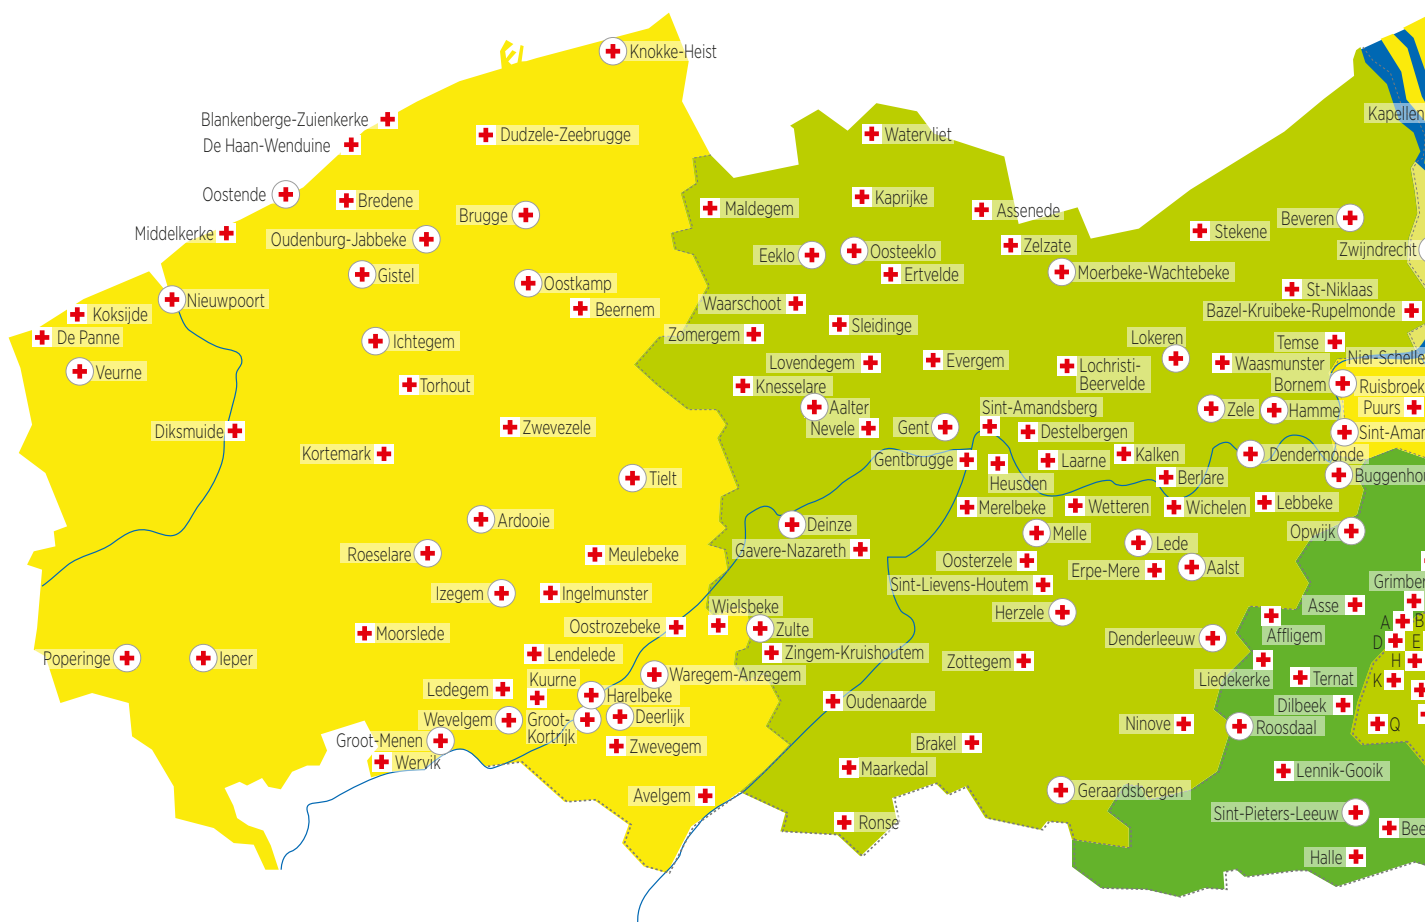 Knokke-Heist
Blankenberge-Zuienkerke
De Haan-Wenduine
Dudzele-Zeebrugge
Oostende
Bredene
Brugge
Middelkerke
Oudenburg-Jabbeke
Gistel
Oostkamp
Nieuwpoort
Koksijde
Beernem
De Panne
Ichtegem
Veurne
Torhout
Diksmuide
Zwevezele
Kortemark
Tielt
Ardooie
Roeselare
Meulebeke
Izegem
Ingelmunster
Moorslede
Oostrozebeke
Wielsbeke
Poperinge
Ieper
Lendelede
Kuurne
Waregem-Anzegem
Ledegem
Harelbeke
Wevelgem
Groot-
Kortrijk
Deerlijk
Groot-Menen
Zwevegem
Wervik
Avelgem
Watervliet
Kaprijke
Maldegem
Assenede
Stekene
Beveren
Kapellen
Zwijndrecht
Eeklo
Oosteeklo
Zelzate
Ertvelde
Moerbeke-Wachtebeke
St-Niklaas
Waarschoot
Bazel-Kruibeke-Rupelmonde
Zomergem
Sleidinge
Lokeren
Temse
Lovendegem
Evergem
Lochristi-
Beervelde
Waasmunster
Niel-Schelle
Knesselare
Bornem
Ruisbroek
Aalter
Sint-Amandsberg
Zele
Hamme
Puurs
Nevele
Gent
Destelbergen
Sint-Aman
Gentbrugge
Heusden
Laarne
Kalken
Dendermonde
Berlare
Buggenhou
Merelbeke
Wetteren
Wichelen
Lebbeke
Deinze
Melle
Lede
Opwijk
Gavere-Nazareth
Oosterzele
Erpe-Mere
Aalst
Sint-Lievens-Houtem
Grimber
Herzele
Asse
Zulte
Denderleeuw
Affligem
A
B
D
E
Zingem-Kruishoutem
Zottegem
Liedekerke
Ternat
H
K
Oudenaarde
Dilbeek
Ninove
Roosdaal
Q
Brakel
Maarkedal
Lennik-Gooik
Geraardsbergen
Sint-Pieters-Leeuw
Ronse
Bee
Halle